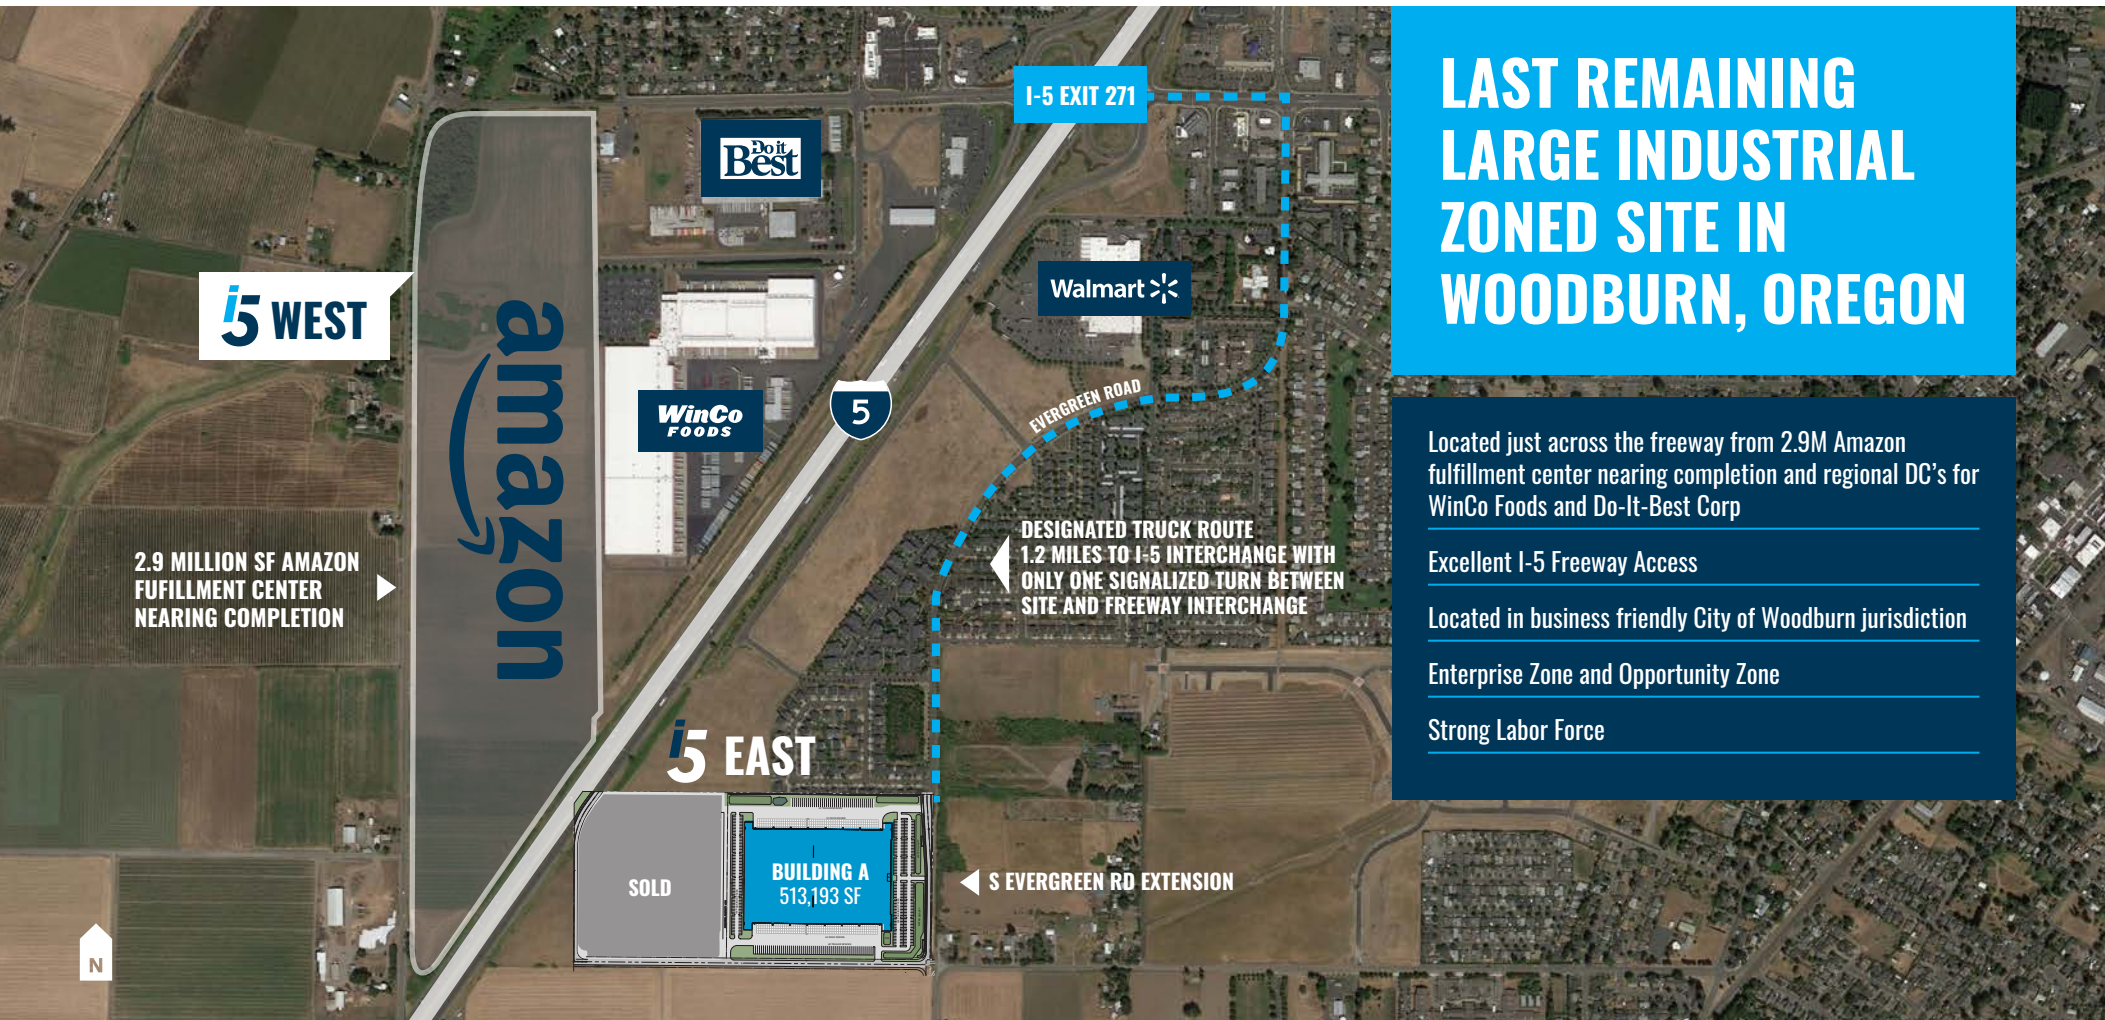 I-5 EXIT 271
Do it
Best
LAST REMAINING
LARGE INDUSTRIAL
ZONED SITE IN
WOODBURN, OREGON
i5 WEST
amazon
Walmart
WinCo
FOODS
5
EVERGREEN ROAD
Located just across the freeway from 2.9M Amazon
fulfillment center nearing completion and regional DC's for
WinCo Foods and Do-It-Best Corp
Excellent I-5 Freeway Access
Located in business friendly City of Woodburn jurisdiction
Enterprise Zone and Opportunity Zone
Strong Labor Force
2.9 MILLION SF AMAZON
FUFILLMENT CENTER
NEARING COMPLETION
DESIGNATED TRUCK ROUTE
1.2 MILES TO I-5 INTERCHANGE WITH
ONLY ONE SIGNALIZED TURN BETWEEN
SITE AND FREEWAY INTERCHANGE
i5 EAST
SOLD
BUILDING A
513,193 SF
S EVERGREEN RD EXTENSION
N